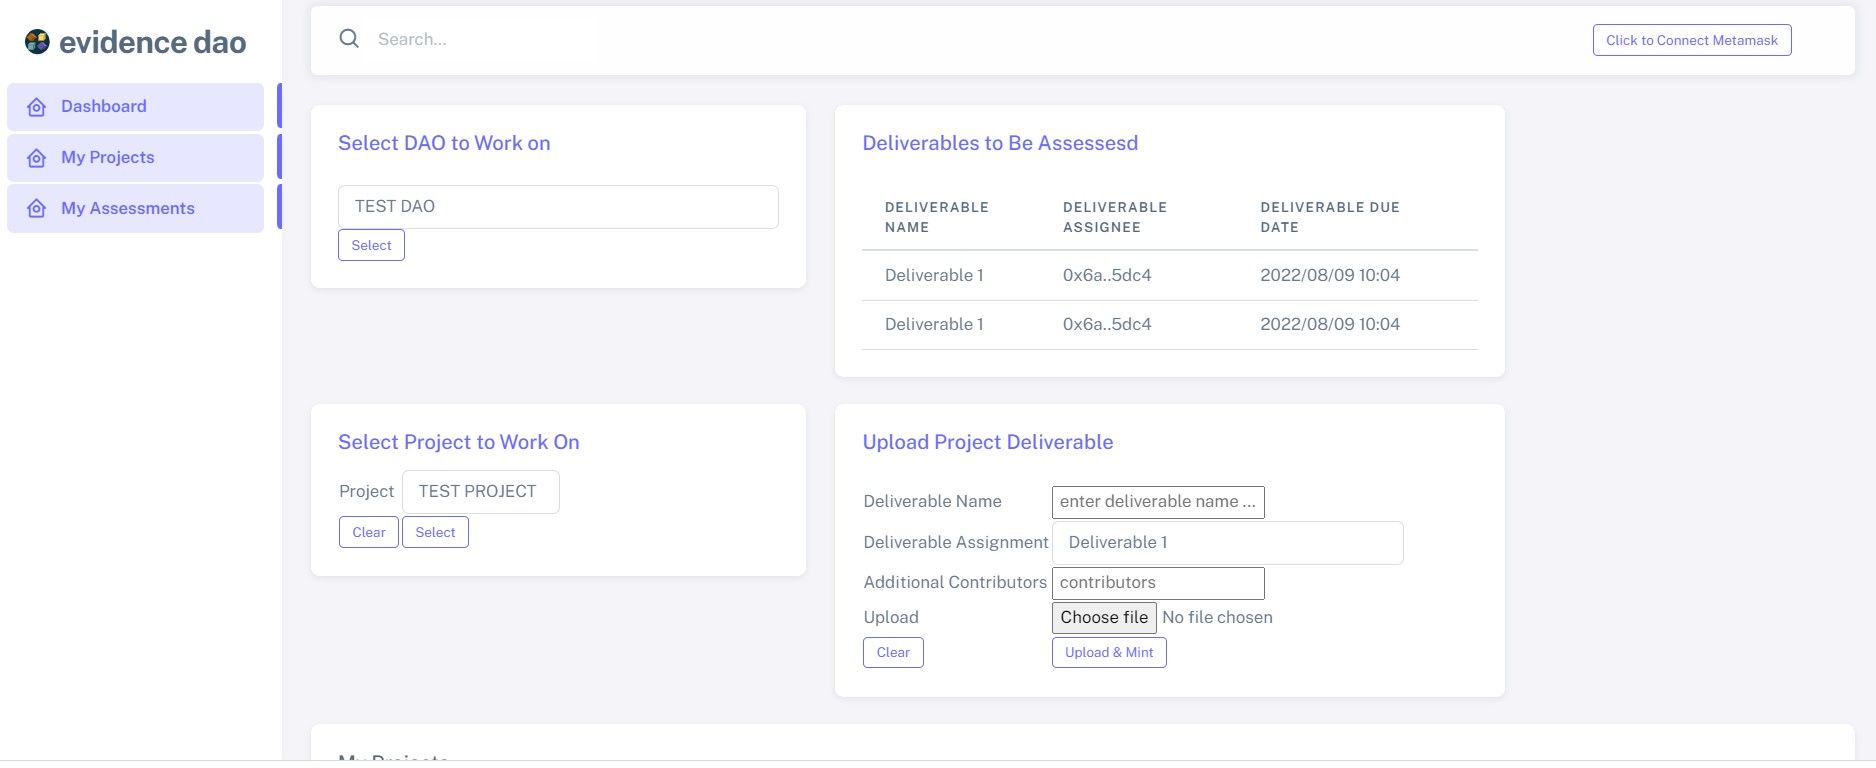 evidence dao
Search...
Click to Connect Metamask
Dashboard
My Projects
My Assessments
Select DAO to Work on
TEST DAO
Select
Deliverables to Be Assessesd
DELIVERABLE NAME
DELIVERABLE ASSIGNEE
DELIVERABLE DUE DATE
Deliverable 1 0x6a..5dc4 2022/08/09 10:04
Deliverable 1 0x6a..5dc4 2022/08/09 10:04
Select Project to Work On
Project TEST PROJECT
Clear Select
Upload Project Deliverable
Deliverable Name enter deliverable name ...
Deliverable Assignment Deliverable 1
Additional Contributors contributors
Upload Choose file No file chosen
Clear Upload & Mint
My Projects